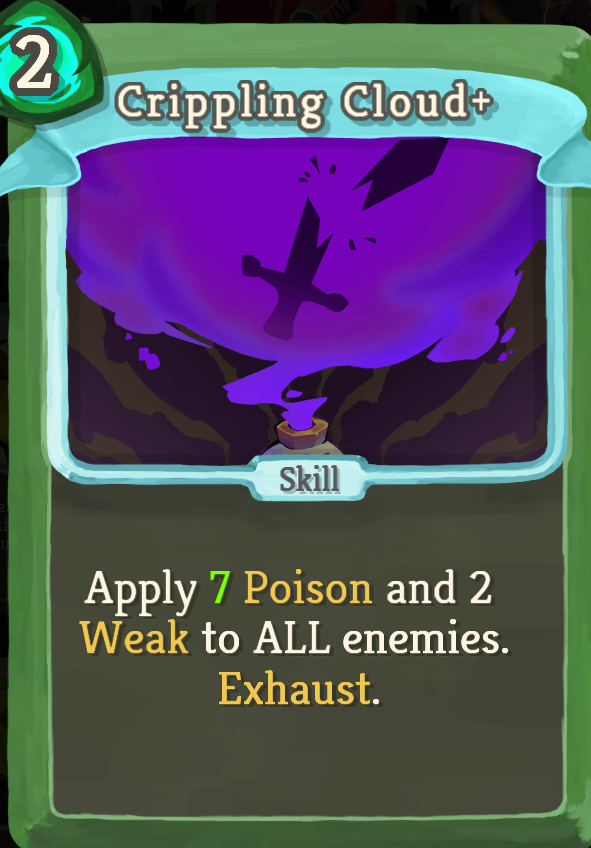 2
Crippling Cloud+
Skill
Apply 7 Poison and 2
Weak to ALL enemies.
Exhaust.